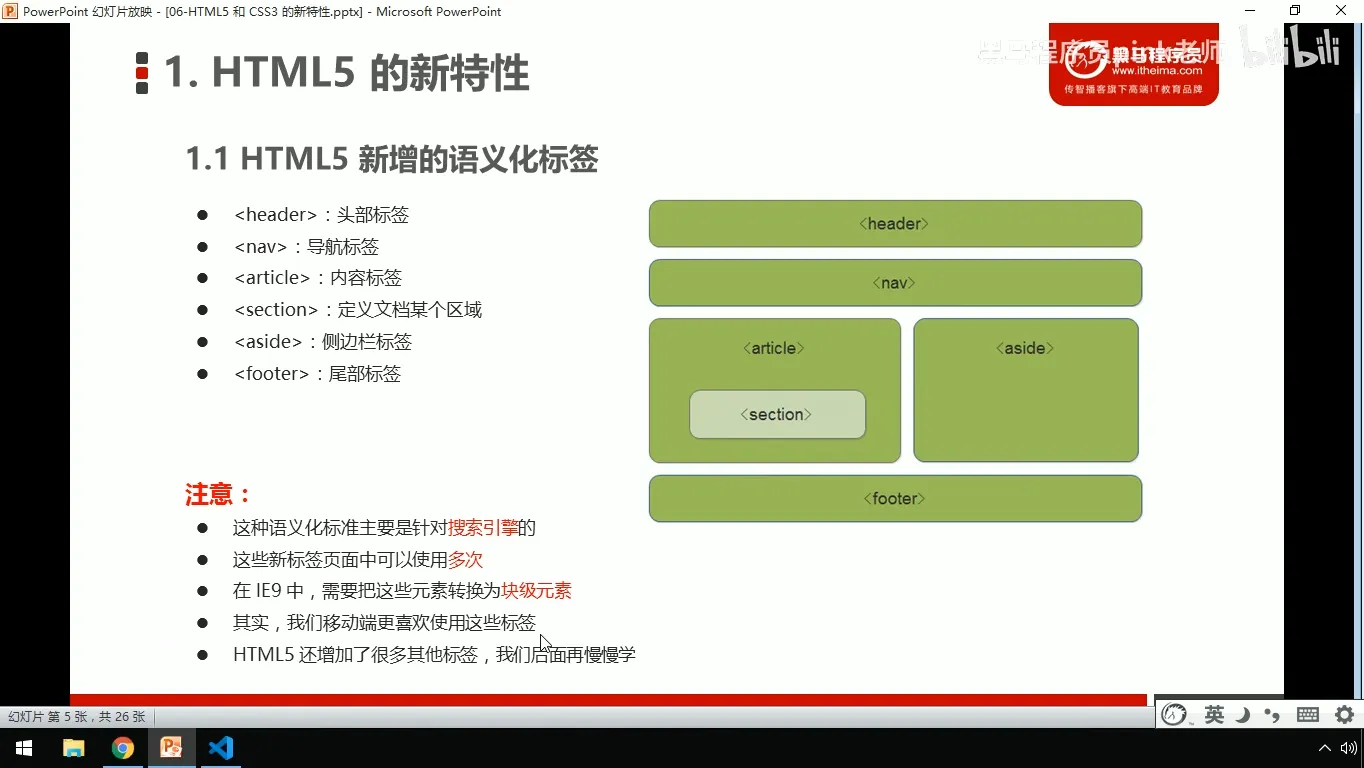 PowerPoint 幻灯片放映 - [06-HTML5 和 CSS3 的新特性.pptx] - Microsoft PowerPoint
黑马程序员pink老师
bilibili
www.itheima.com
传智播客旗下高端IT教育品牌
1. HTML5 的新特性
1.1 HTML5 新增的语义化标签
● <header>：头部标签
● <nav>：导航标签
● <article>：内容标签
● <section>：定义文档某个区域
● <aside>：侧边栏标签
● <footer>：尾部标签
<header>
<nav>
<article>
<aside>
<section>
<footer>
注意：
● 这种语义化标准主要是针对搜索引擎的
● 这些新标签页面中可以使用多次
● 在 IE9 中，需要把这些元素转换为块级元素
● 其实，我们移动端更喜欢使用这些标签
● HTML5 还增加了很多其他标签，我们后面再慢慢学
幻灯片 第 5 张，共 26 张
英